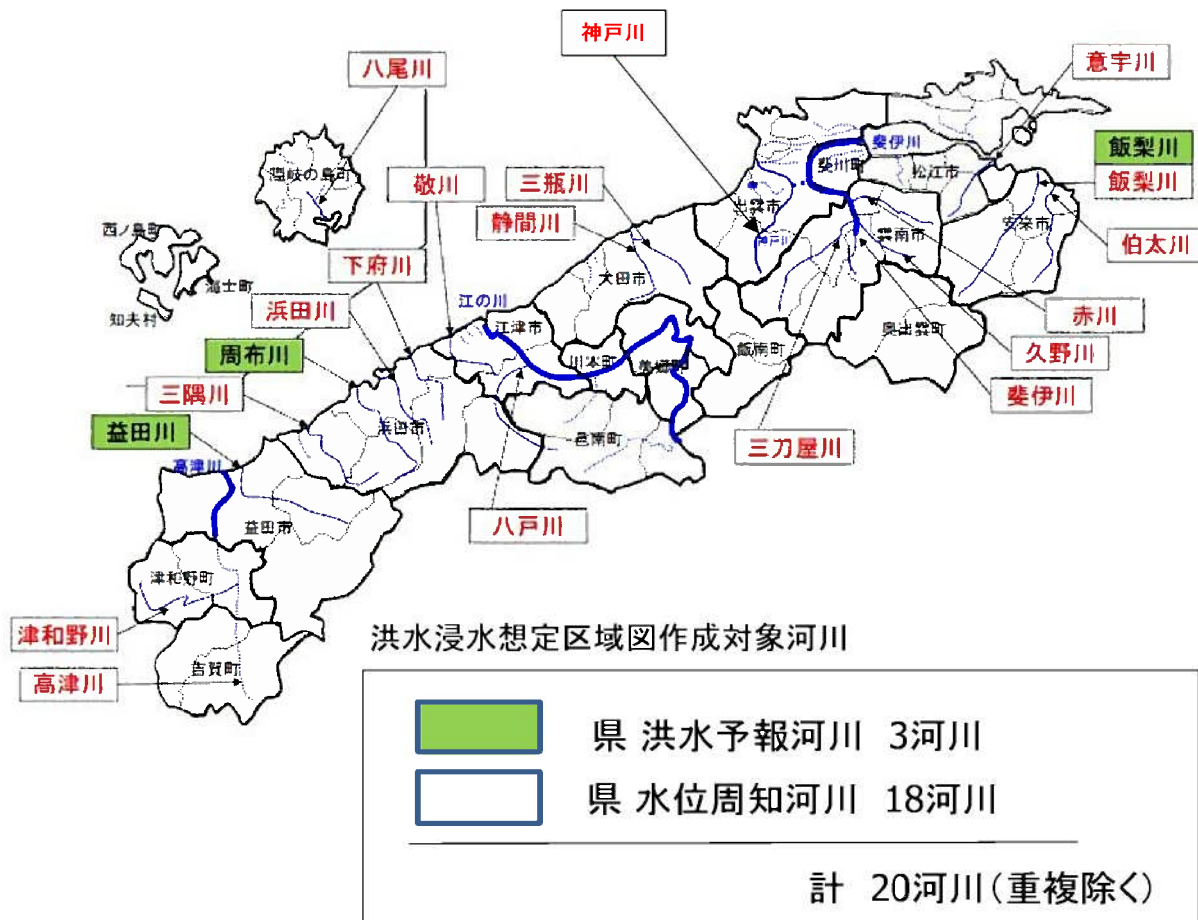 神戸川
八尾川
意宇川
飯梨川
飯梨川
斐伊川
斐川町
松江市
隠岐の島町
敬川
三瓶川
出雲市
静間川
雲南市
安来市
伯太川
西ノ島町
神戸川
下府川
大田市
海士町
赤川
知夫村
浜田川
江の川
江津市
奥出雲町
久野川
周布川
川本町
美郷町
飯南町
三隅川
斐伊川
益田川
浜田市
邑南町
三刀屋川
高津川
八戸川
益田市
津和野町
津和野川
吉賀町
高津川
洪水浸水想定区域図作成対象河川
県 洪水予報河川 3河川
県 水位周知河川 18河川
計 20河川(重複除く)